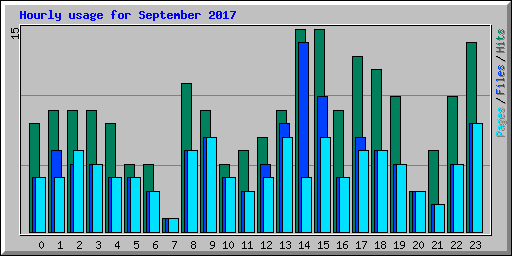 Hourly usage for September 2017
15
Pages/Files/Hits
0 1 2 3 4 5 6 7 8 9 10 11 12 13 14 15 16 17 18 19 20 21 22 23